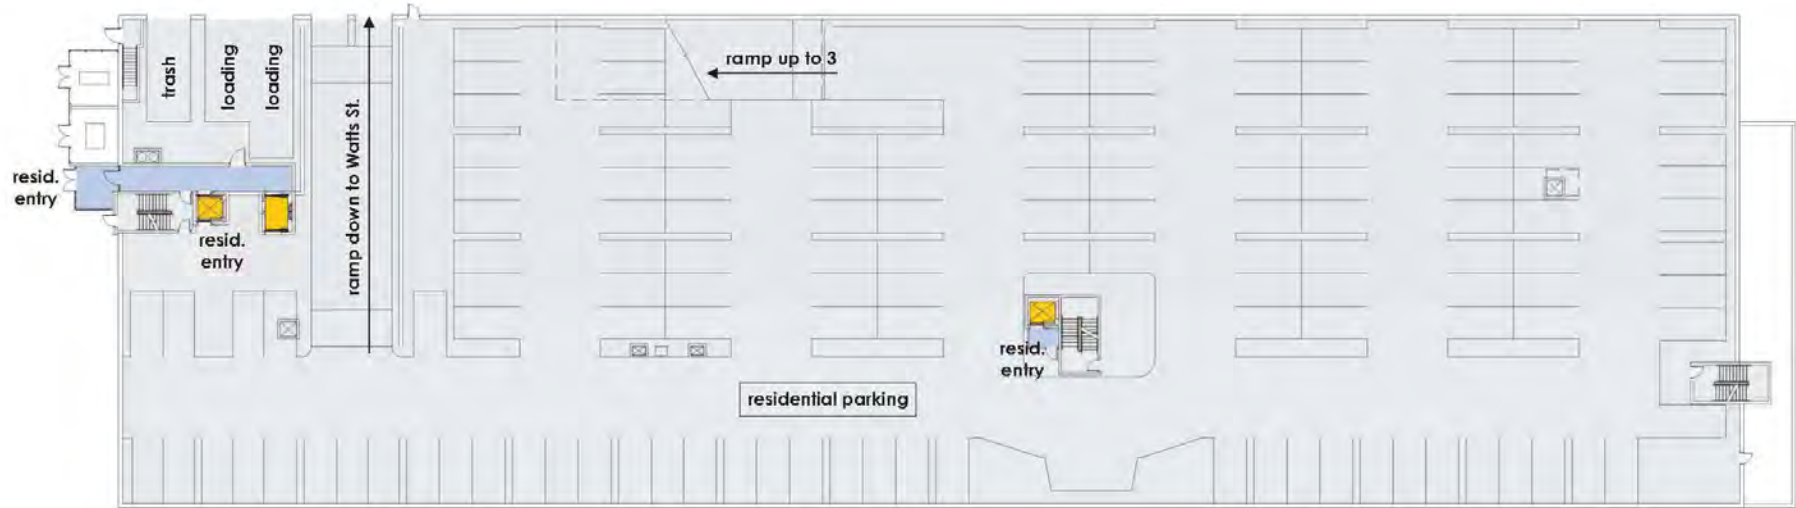 trash
loading
loading
ramp down to Watts St.
ramp up to 3
resid.
entry
resid.
entry
resid.
entry
residential parking